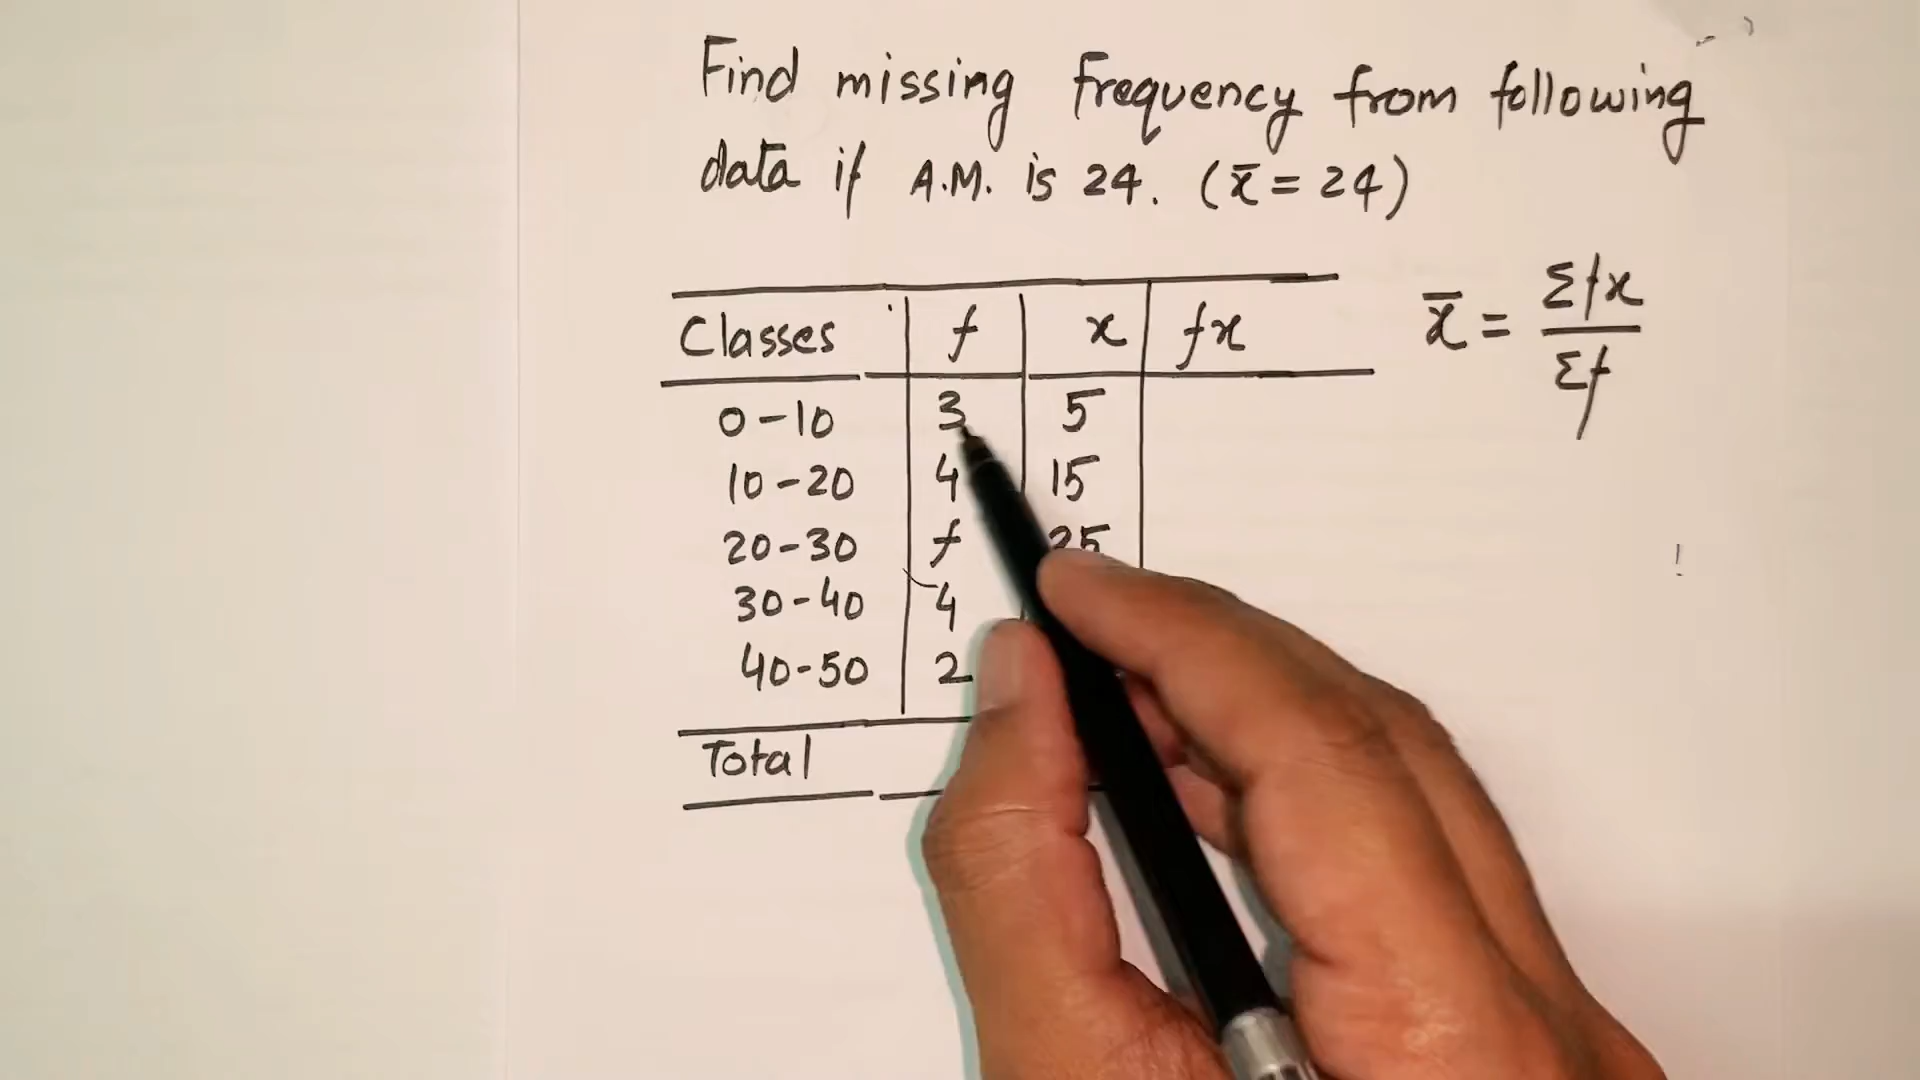 Find missing frequency from following
data if A.M. is 24. (x̄ = 24)
Classes f x fx
x̄ = Σfx / Σf
0-10 3 5
10-20 4 15
20-30 f 25
30-40 4
40-50 2
Total